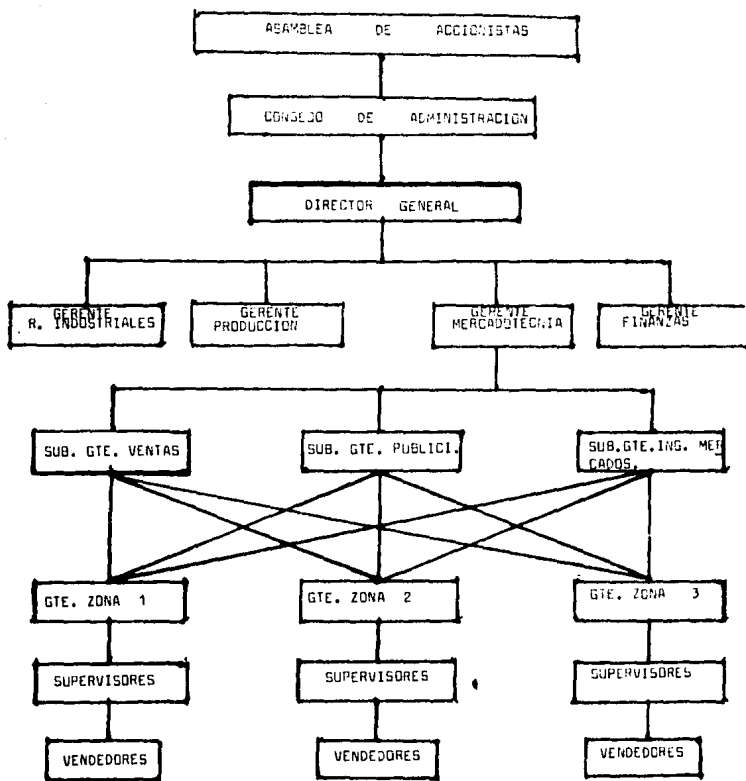 ASAMBLEA DE ACCIONISTAS
CONSEJO DE ADMINISTRACION
DIRECTOR GENERAL
GERENTE
R. INDUSTRIALES
GERENTE
PRODUCCION
GERENTE
MERCADOTECNIA
GERENTE
FINANZAS
SUB. GTE. VENTAS
SUB. GTE. PUBLICI.
SUB.GTE.ING. MER
CADOS.
GTE. ZONA 1
GTE. ZONA 2
GTE. ZONA 3
SUPERVISORES
SUPERVISORES
SUPERVISORES
VENDEDORES
VENDEDORES
VENDEDORES